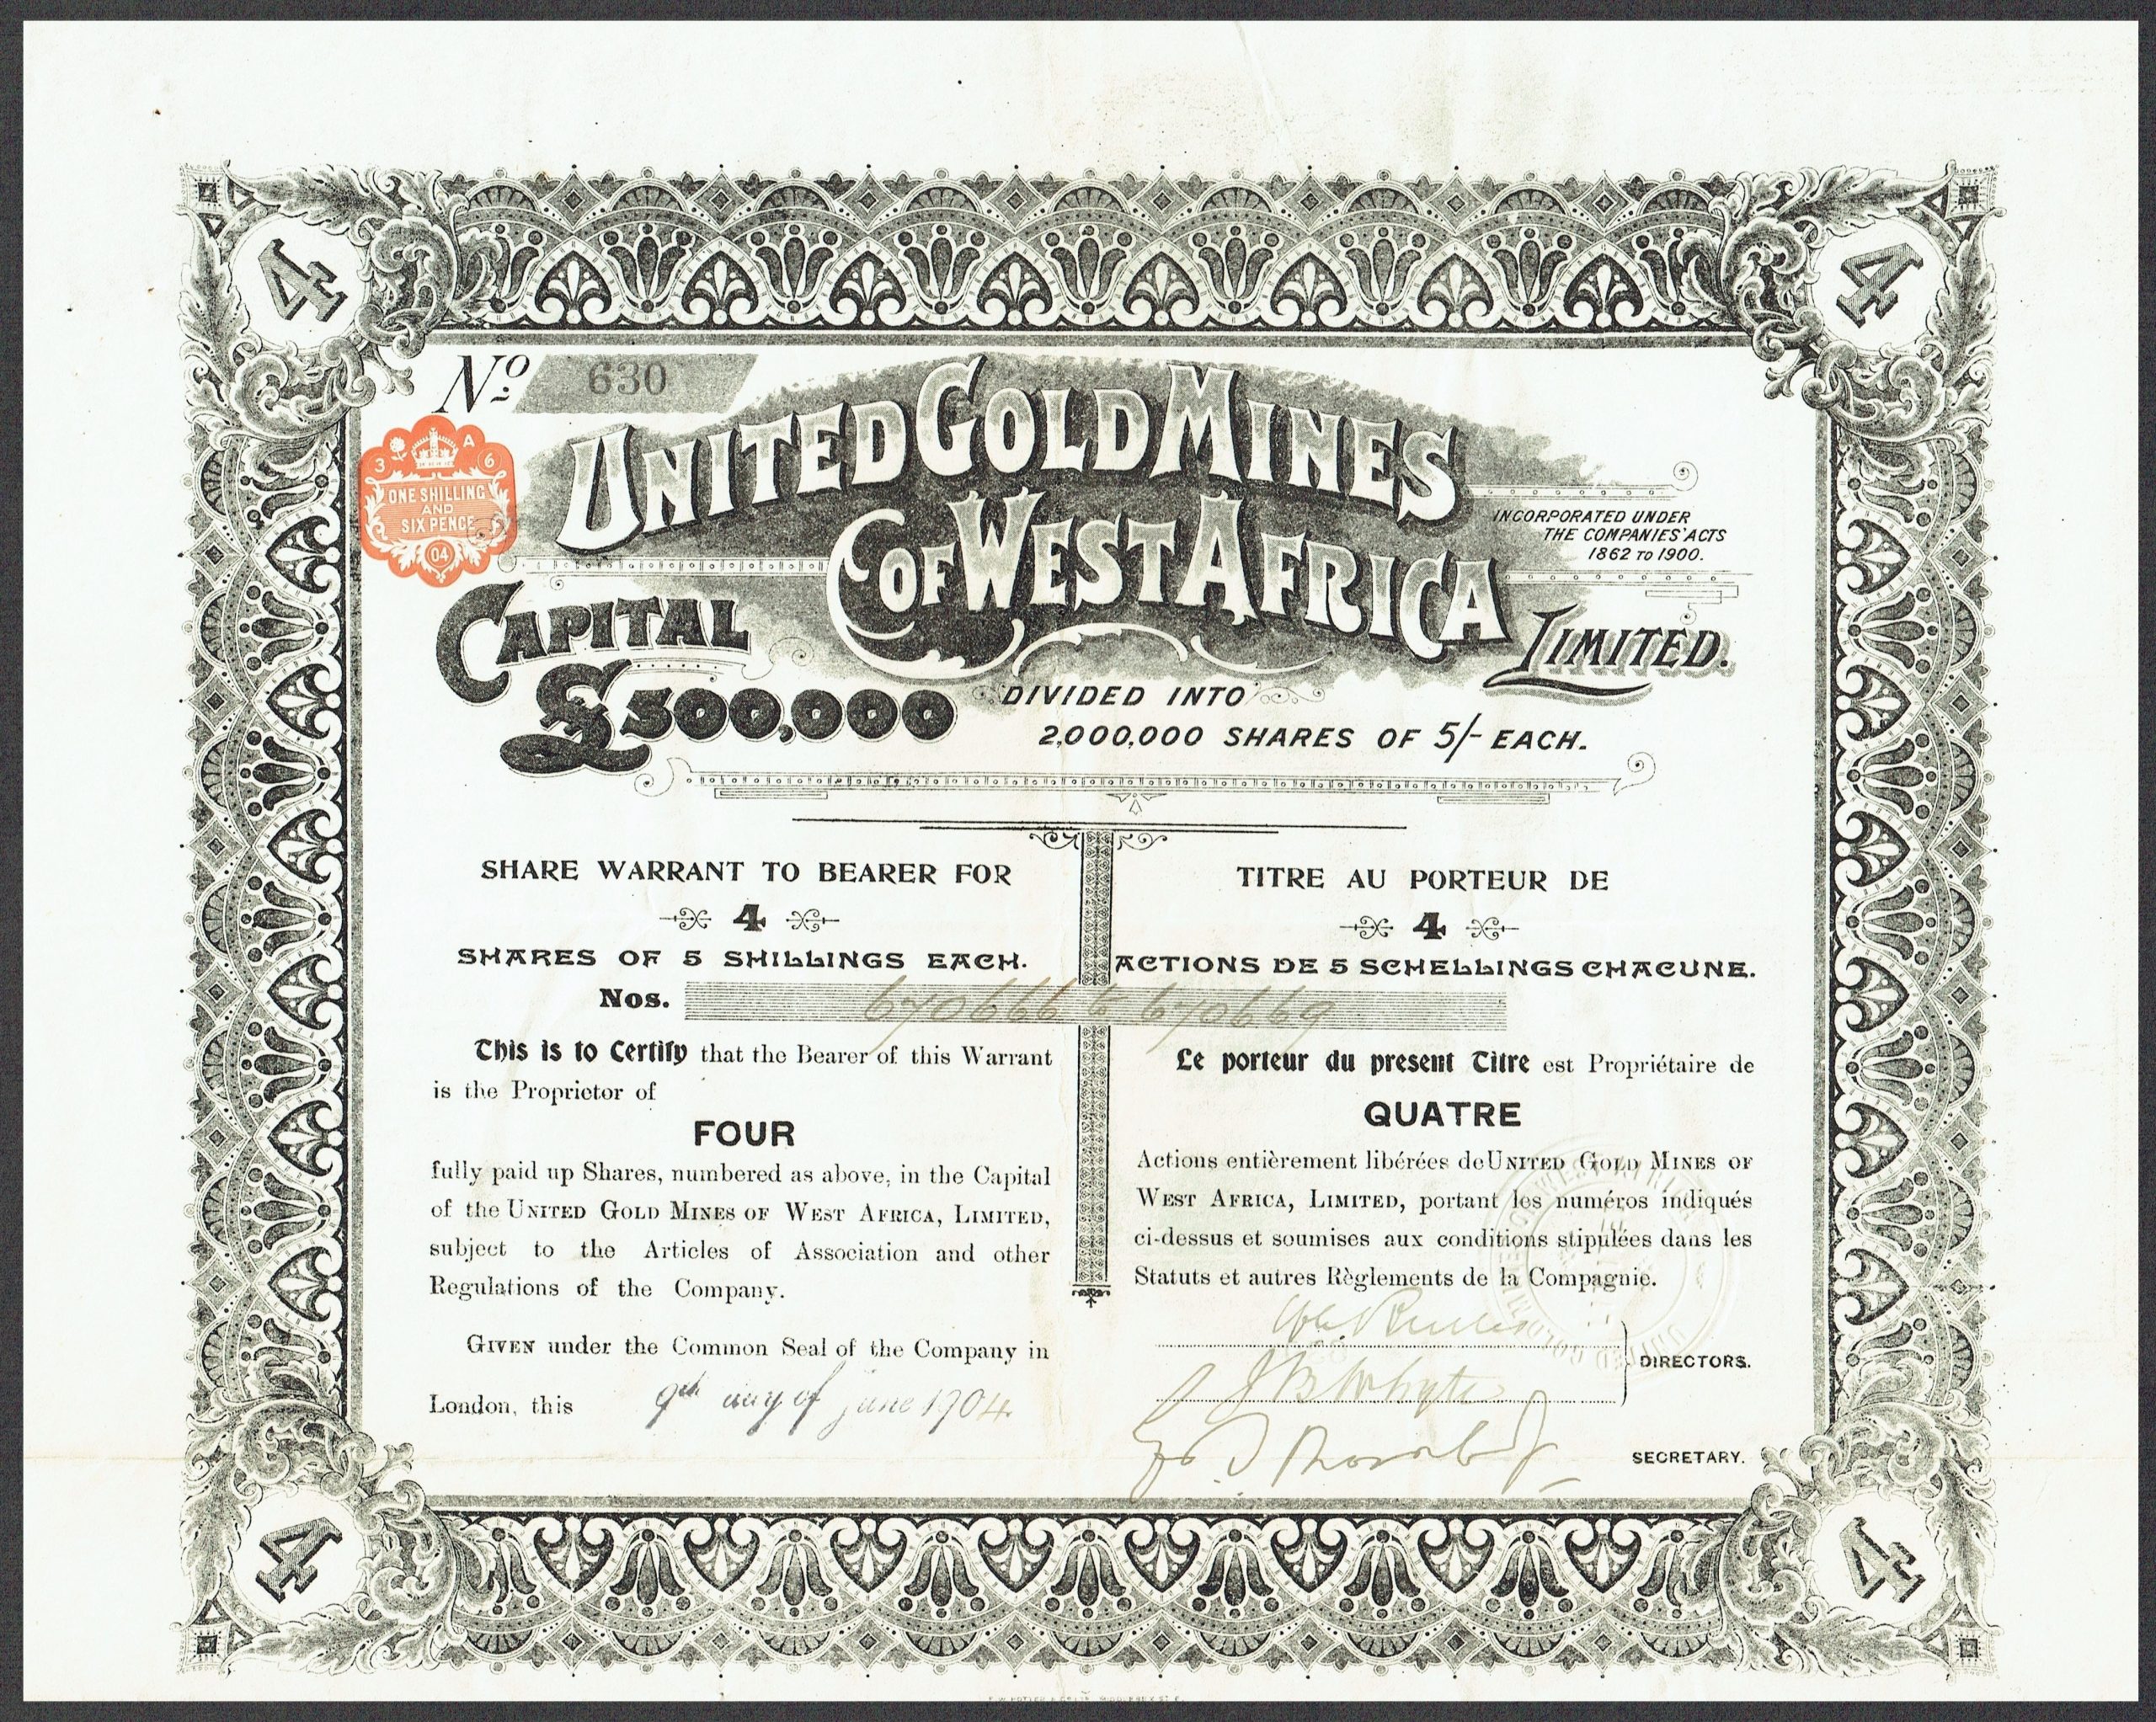 4
4
No. 630
UNITED GOLD MINES
OF WEST AFRICA
LIMITED.
INCORPORATED UNDER
THE COMPANIES' ACTS
1862 TO 1900.
3 A 6
ONE SHILLING
AND
SIX PENCE
04
CAPITAL
£500,000
DIVIDED INTO
2,000,000 SHARES OF 5/- EACH.
SHARE WARRANT TO BEARER FOR
4
SHARES OF 5 SHILLINGS EACH.
TITRE AU PORTEUR DE
4
ACTIONS DE 5 SCHELLINGS CHACUNE.
Nos. 670666 to 670669
This is to Certify that the Bearer of this Warrant
is the Proprietor of
FOUR
fully paid up Shares, numbered as above, in the Capital
of the UNITED GOLD MINES OF WEST AFRICA, LIMITED,
subject to the Articles of Association and other
Regulations of the Company.
GIVEN under the Common Seal of the Company in
London, this 9th day of June 1904
Le porteur du present Titre est Propriétaire de
QUATRE
Actions entièrement libérées de UNITED GOLD MINES OF
WEST AFRICA, LIMITED, portant les numéros indiqués
ci-dessus et soumises aux conditions stipulées dans les
Statuts et autres Règlements de la Compagnie.
J B Whyte
DIRECTORS.
SECRETARY.
4
4